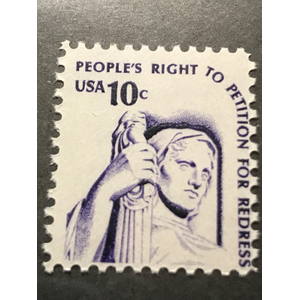 PEOPLE'S RIGHT TO PETITION FOR REDRESS
USA 10c